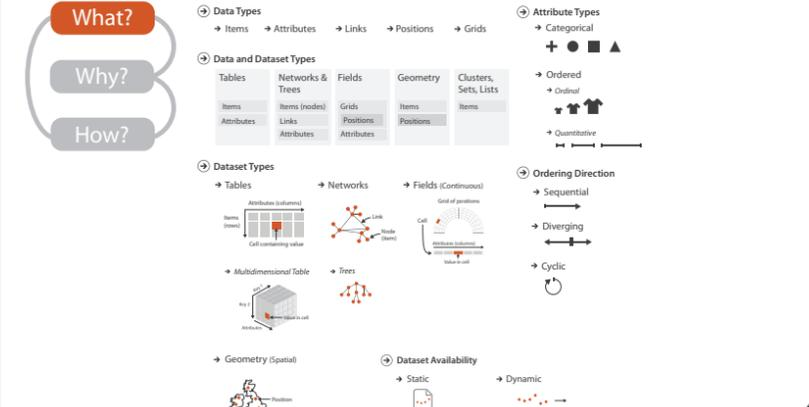 What?
Why?
How?
Data Types
Items
Attributes
Links
Positions
Grids
Data and Dataset Types
Tables
Items
Attributes
Networks &
Trees
Items (nodes)
Links
Attributes
Fields
Grids
Positions
Attributes
Geometry
Items
Positions
Clusters,
Sets, Lists
Items
Dataset Types
Tables
Attributes (columns)
Items
(rows)
Cell containing value
Networks
Link
Node
(item)
Fields (Continuous)
Grid of positions
Cell
Attributes (columns)
Value in cell
Multidimensional Table
Key 1
Key 2
Value in cell
Attributes
Trees
Geometry (Spatial)
Position
Dataset Availability
Static
Dynamic
Attribute Types
Categorical
Ordered
Ordinal
Quantitative
Ordering Direction
Sequential
Diverging
Cyclic